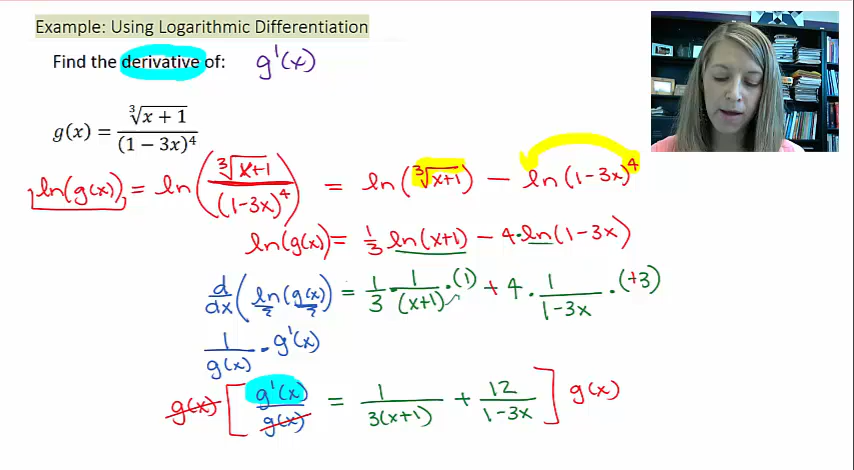 Example: Using Logarithmic Differentiation
Find the derivative of: g'(x)
g(x) = ∛(x + 1) / (1 − 3x)⁴
ln(g(x)) = ln(∛(x+1) / (1−3x)⁴) = ln(∛(x+1)) − ln(1−3x)⁴
ln(g(x)) = 1/3 ln(x+1) − 4·ln(1−3x)
d/dx (ln(g(x))) = 1/3 · 1/(x+1) · (1) + 4 · 1/(1−3x) · (+3)
1/g(x) · g'(x)
g(x) [ g'(x)/g(x) = 1/(3(x+1)) + 12/(1−3x) ] g(x)